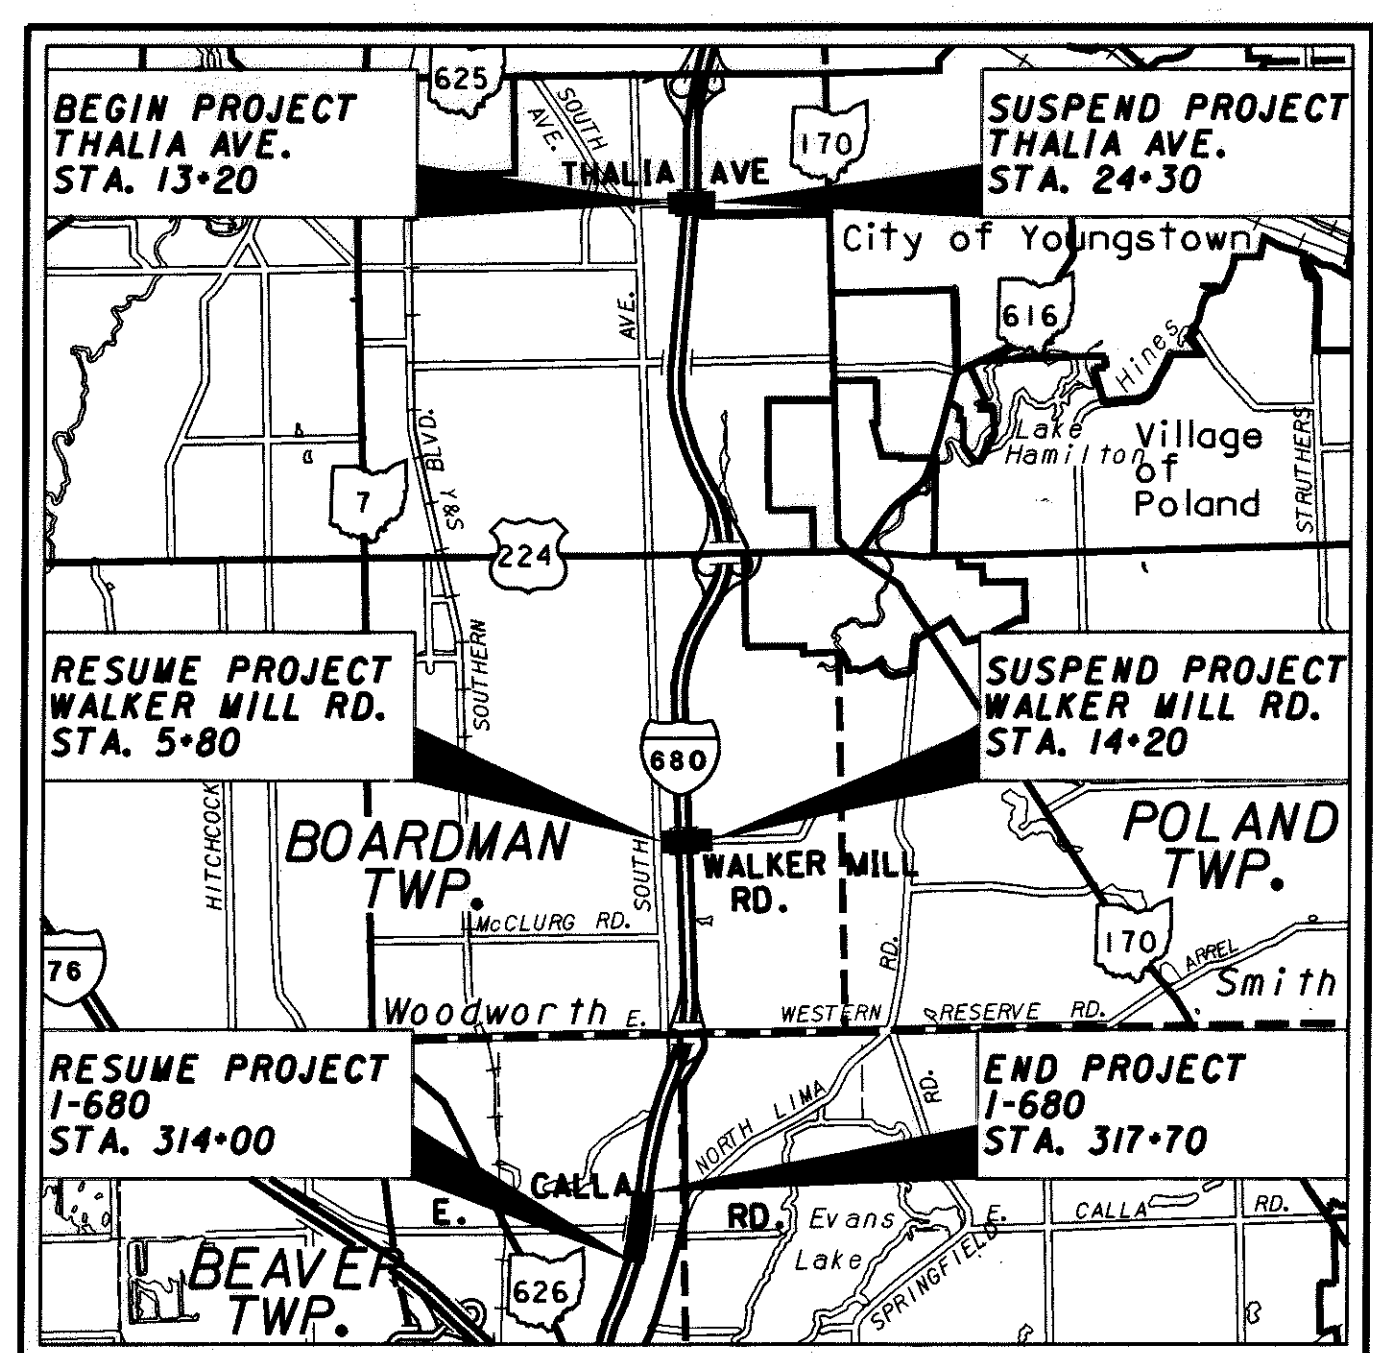 625
SOUTH
AVE.
170
BEGIN PROJECT
THALIA AVE.
STA. 13+20
THALIA AVE
SUSPEND PROJECT
THALIA AVE.
STA. 24+30
City of Youngstown
616
AVE.
Hines
BLVD.
Lake
Hamilton
Village
of
Poland
STRUTHERS
7
Y&S
224
RESUME PROJECT
WALKER MILL RD.
STA. 5+80
SOUTHERN
SUSPEND PROJECT
WALKER MILL RD.
STA. 14+20
680
HITCHCOCK
BOARDMAN
TWP.
SOUTH
WALKER MILL
RD.
POLAND
TWP.
McCLURG RD.
RD.
170
ARREL
76
Smith
Woodworth
E. WESTERN RESERVE RD.
RESUME PROJECT
I-680
STA. 314+00
NORTH LIMA
RD.
END PROJECT
I-680
STA. 317+70
CALLA
E. RD.
Evans
Lake
E. CALLA RD.
SPRINGFIELD
BEAVER
TWP.
626